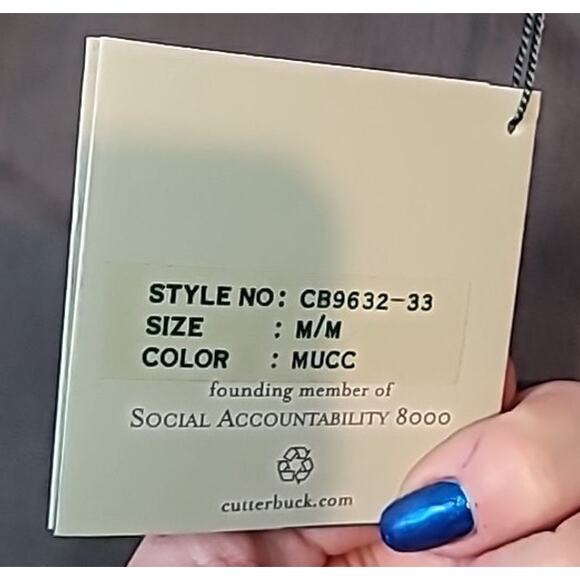 STYLE NO: CB9632-33
SIZE : M/M
COLOR : MUCC
founding member of
SOCIAL ACCOUNTABILITY 8000
cutterbuck.com